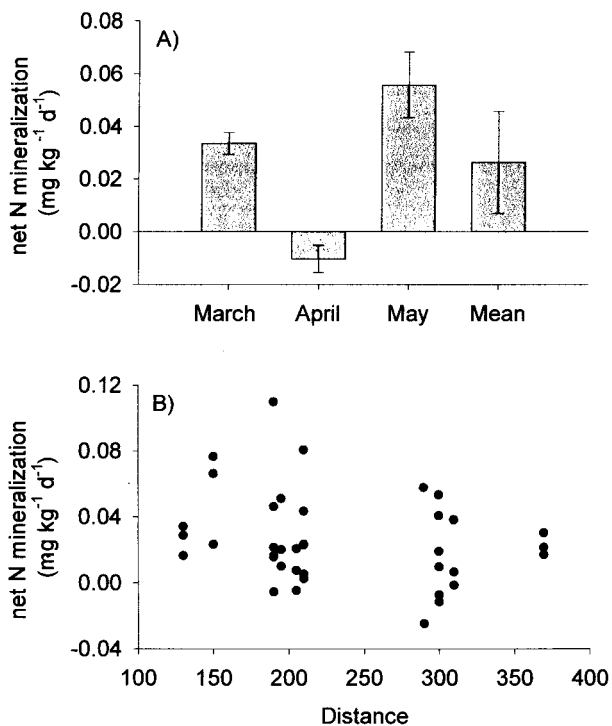 A)
net N mineralization
(mg kg⁻¹ d⁻¹)
0.08
0.06
0.04
0.02
0.00
-0.02
March April May Mean
B)
net N mineralization
(mg kg⁻¹ d⁻¹)
0.12
0.08
0.04
0.00
-0.04
100 150 200 250 300 350 400
Distance